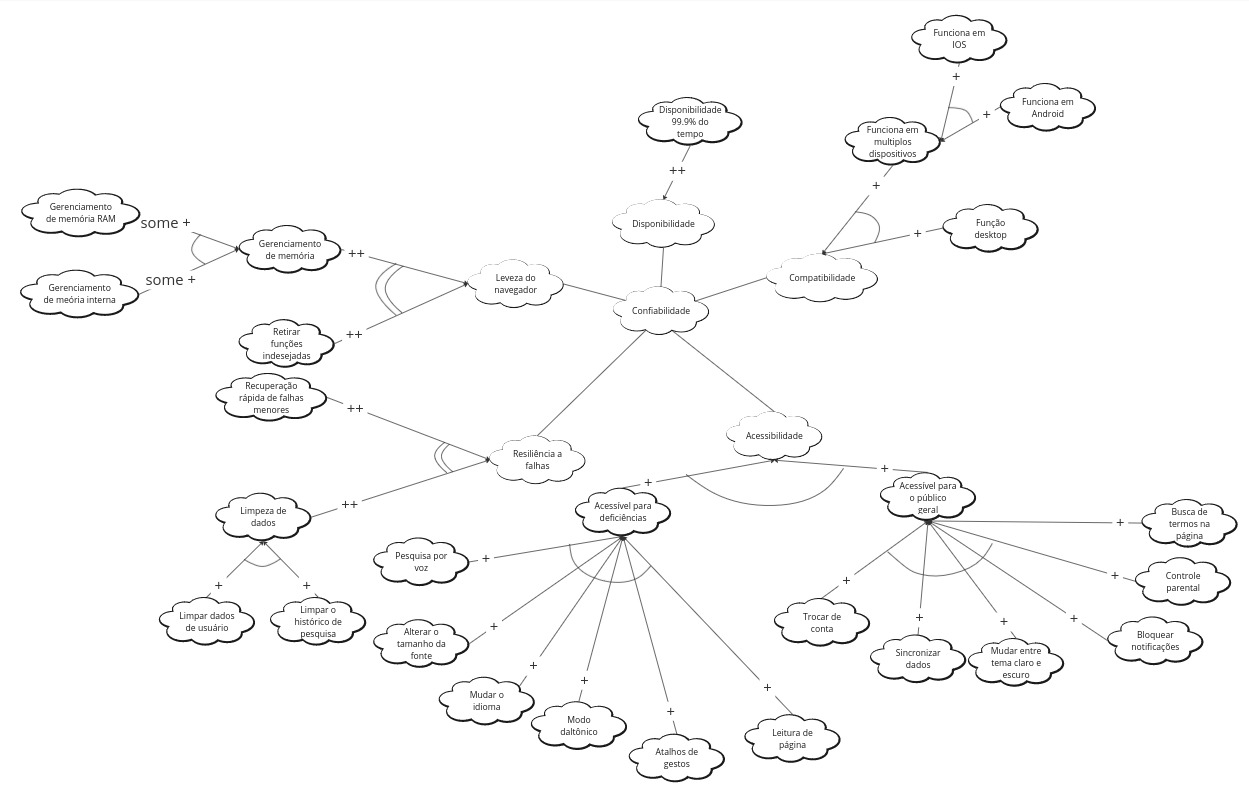 Funciona em
IOS
+
Funciona em
Android
+
Disponibilidade
99.9% do
tempo
++
Funciona em
multiplos
dispositivos
+
Função
desktop
+
Disponibilidade
Compatibilidade
Gerenciamento
de memória RAM
some +
Gerenciamento
de memória
++
Gerenciamento
de meória interna
some +
Leveza do
navegador
Confiabilidade
Retirar
funções
indesejadas
++
Recuperação
rápida de falhas
menores
++
Resiliência a
falhas
Acessibilidade
Limpeza de
dados
++
+
Acessível para
deficiências
+
Acessível para
o público
geral
+
+
Limpar dados
de usuário
Limpar o
histórico de
pesquisa
Pesquisa por
voz
+
Alterar o
tamanho da
fonte
+
Mudar o
idioma
+
Modo
daltônico
+
Atalhos de
gestos
+
Leitura de
página
+
Trocar de
conta
+
Sincronizar
dados
+
Mudar entre
tema claro e
escuro
+
Bloquear
notificações
+
Controle
parental
+
Busca de
termos na
página
+